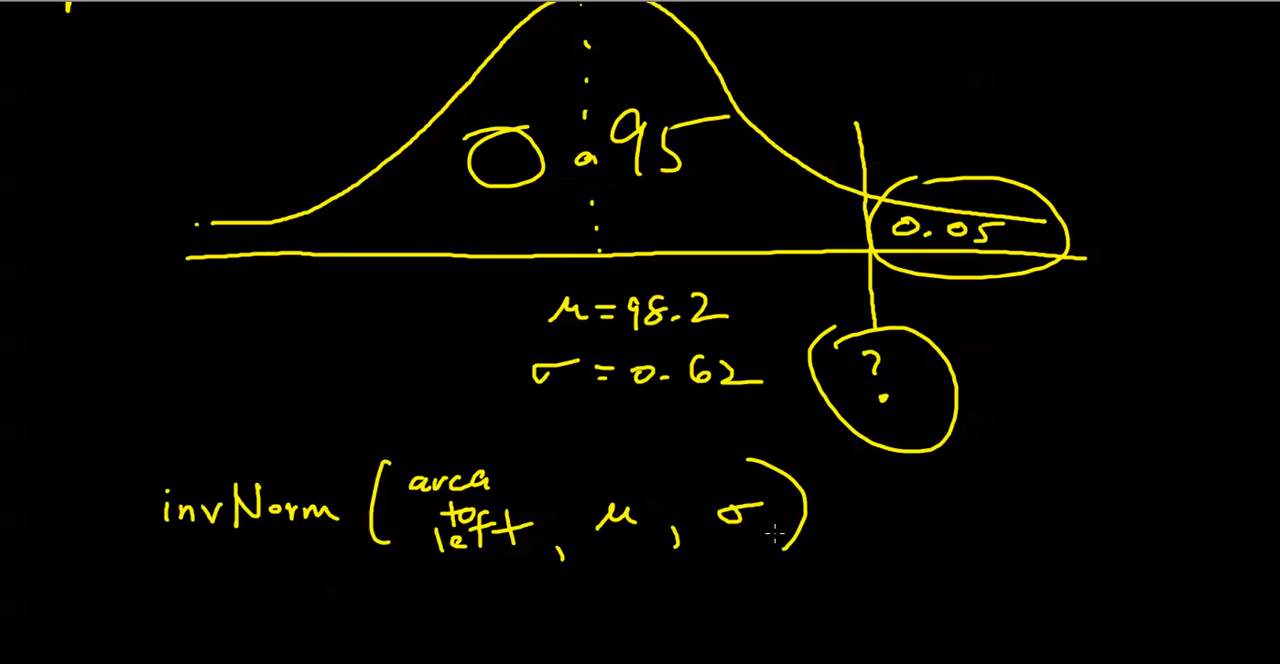 0.95
0.05
μ=98.2
σ=0.62
?
invNorm (area to left, μ, σ)